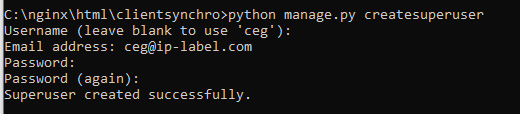 C:\nginx\html\clientsynchro>python manage.py createsuperuser
Username (leave blank to use 'ceg'):
Email address: ceg@ip-label.com
Password:
Password (again):
Superuser created successfully.